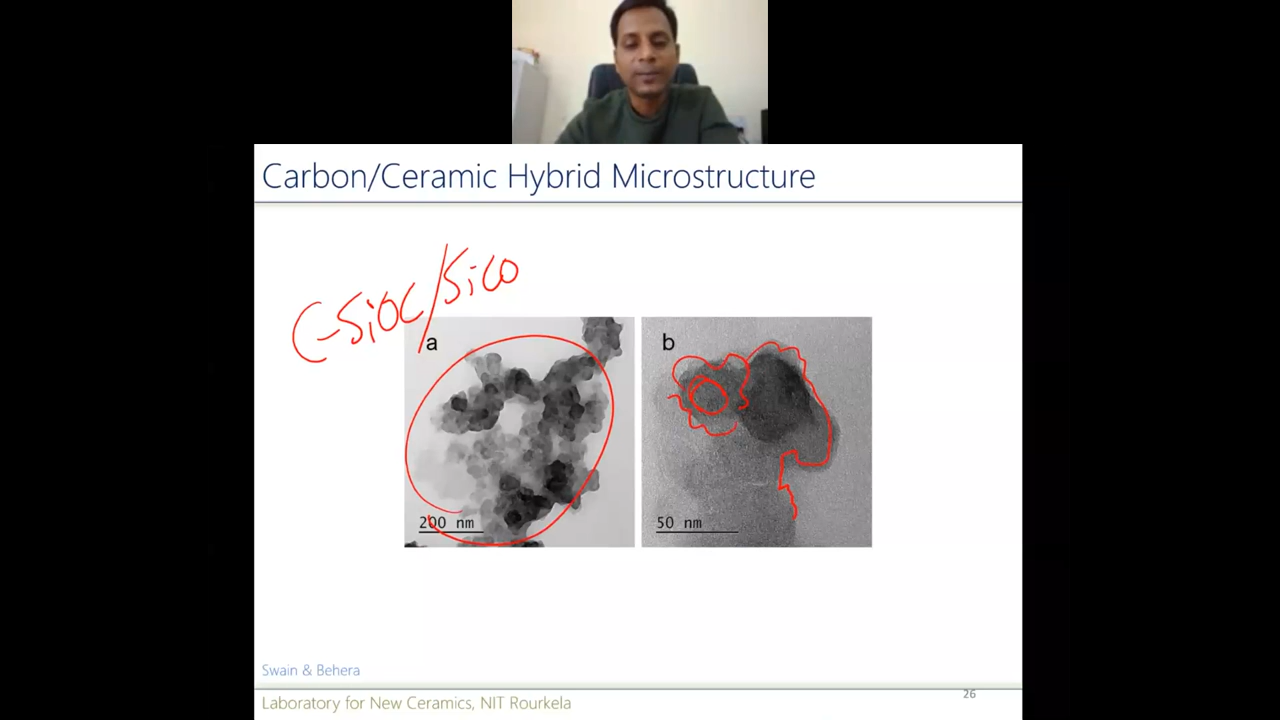 Carbon/Ceramic Hybrid Microstructure
C-SiOC/SiCO
a
b
200 nm
50 nm
Swain & Behera
26
Laboratory for New Ceramics, NIT Rourkela